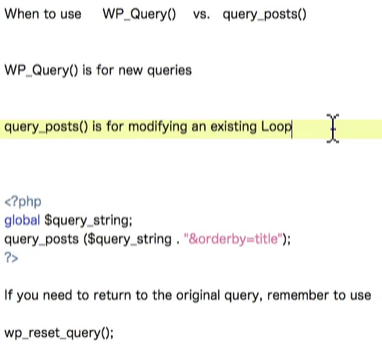 When to use WP_Query() vs. query_posts()
WP_Query() is for new queries
query_posts() is for modifying an existing Loop
<?php
global $query_string;
query_posts ($query_string . "&orderby=title");
?>
If you need to return to the original query, remember to use
wp_reset_query();